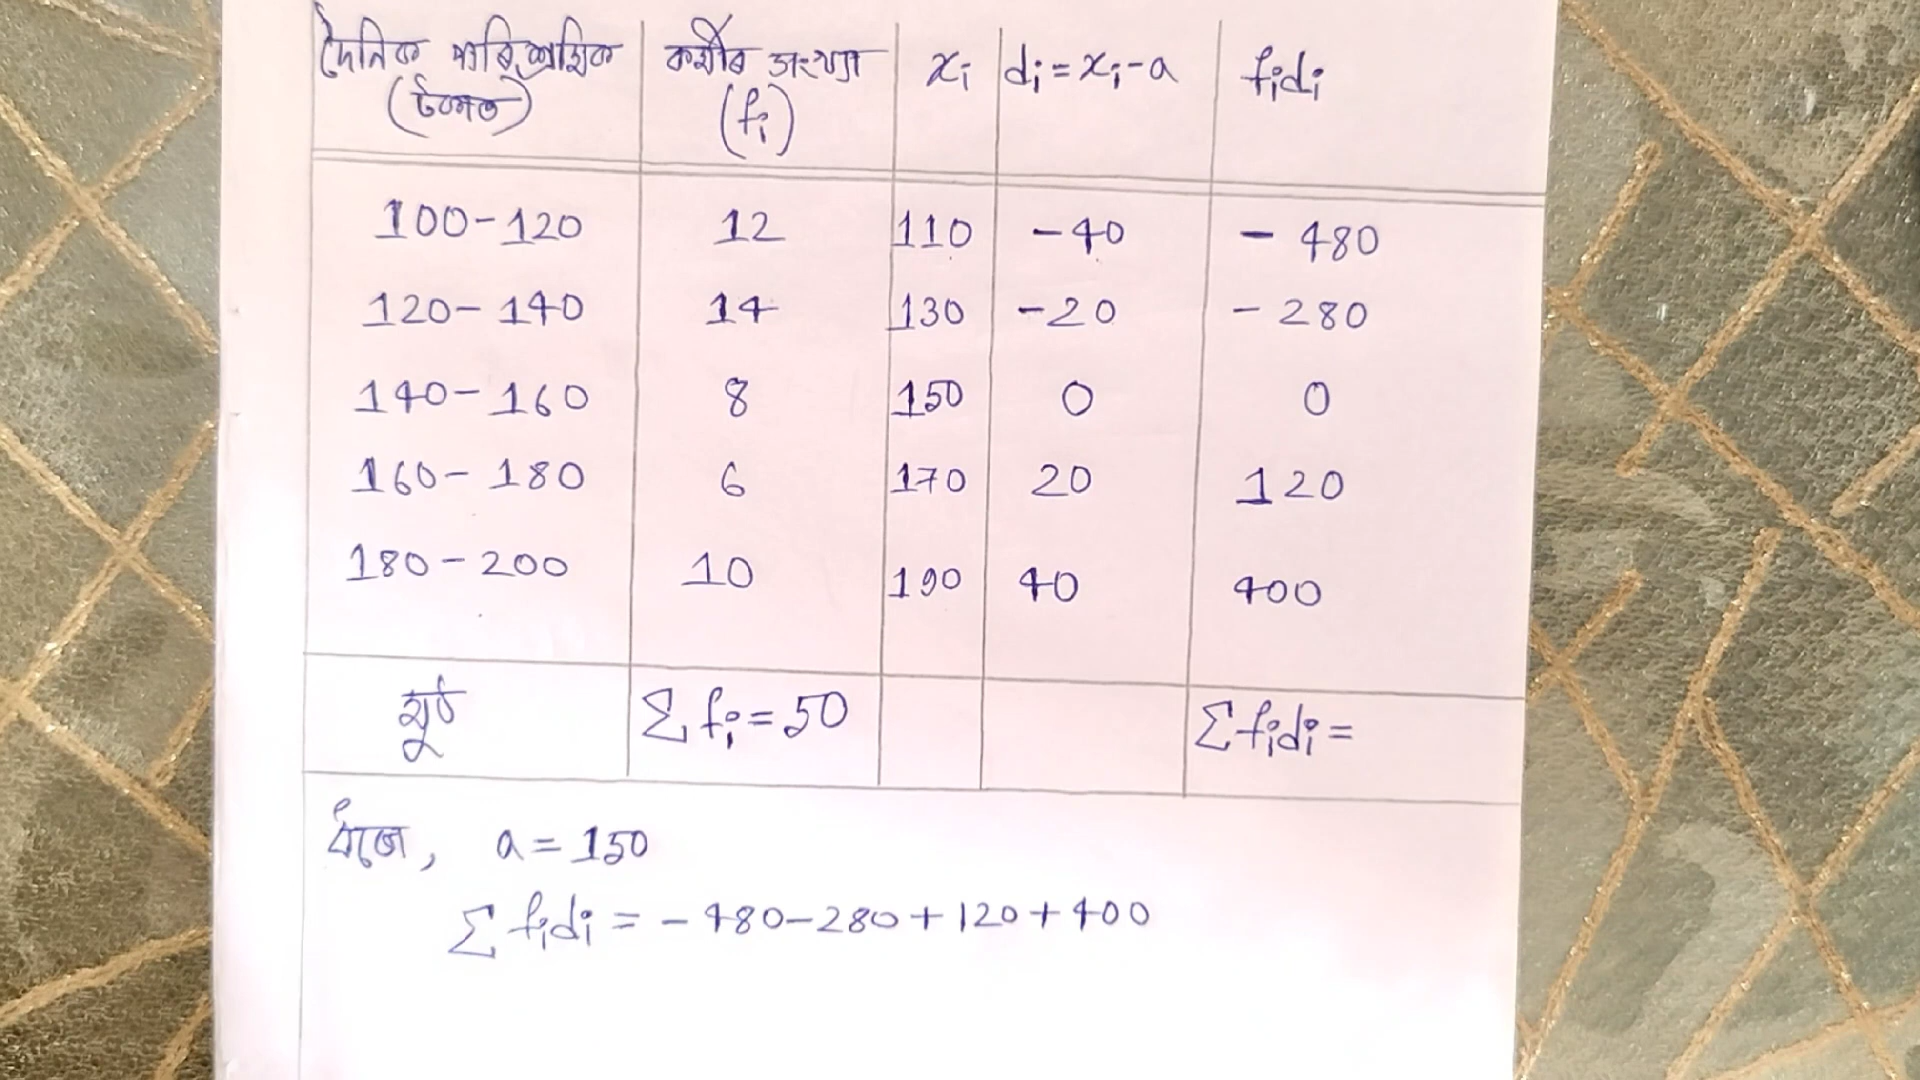 দৈনিক পাৰিশ্ৰমিক কৰ্মীৰ সংখ্যা xᵢ dᵢ = xᵢ - a fᵢdᵢ
(টকাত) (fᵢ)
100-120 12 110 -40 - 480
120-140 14 130 -20 - 280
140-160 8 150 0 0
160-180 6 170 20 120
180-200 10 190 40 400
মুঠ Σfᵢ = 50 Σfᵢdᵢ =
ধৰা হ'ল, a = 150
Σfᵢdᵢ = - 480-280+120+400